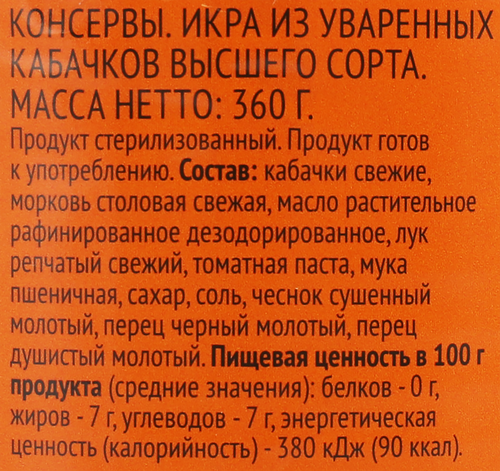 КОНСЕРВЫ. ИКРА ИЗ УВАРЕННЫХ
КАБАЧКОВ ВЫСШЕГО СОРТА.
МАССА НЕТТО: 360 Г.
Продукт стерилизованный. Продукт готов
к употреблению. Состав: кабачки свежие,
морковь столовая свежая, масло растительное
рафинированное дезодорированное, лук
репчатый свежий, томатная паста, мука
пшеничная, сахар, соль, чеснок сушенный
молотый, перец черный молотый, перец
душистый молотый. Пищевая ценность в 100 г
продукта (средние значения): белков - 0 г,
жиров - 7 г, углеводов - 7 г, энергетическая
ценность (калорийность) - 380 кДж (90 ккал).